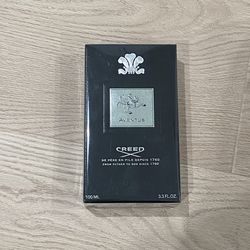 AVENTUS
CREED
DE PÈRE EN FILS DEPUIS 1760
FROM FATHER TO SON SINCE 1760
100 ML 3.3 FL.OZ.